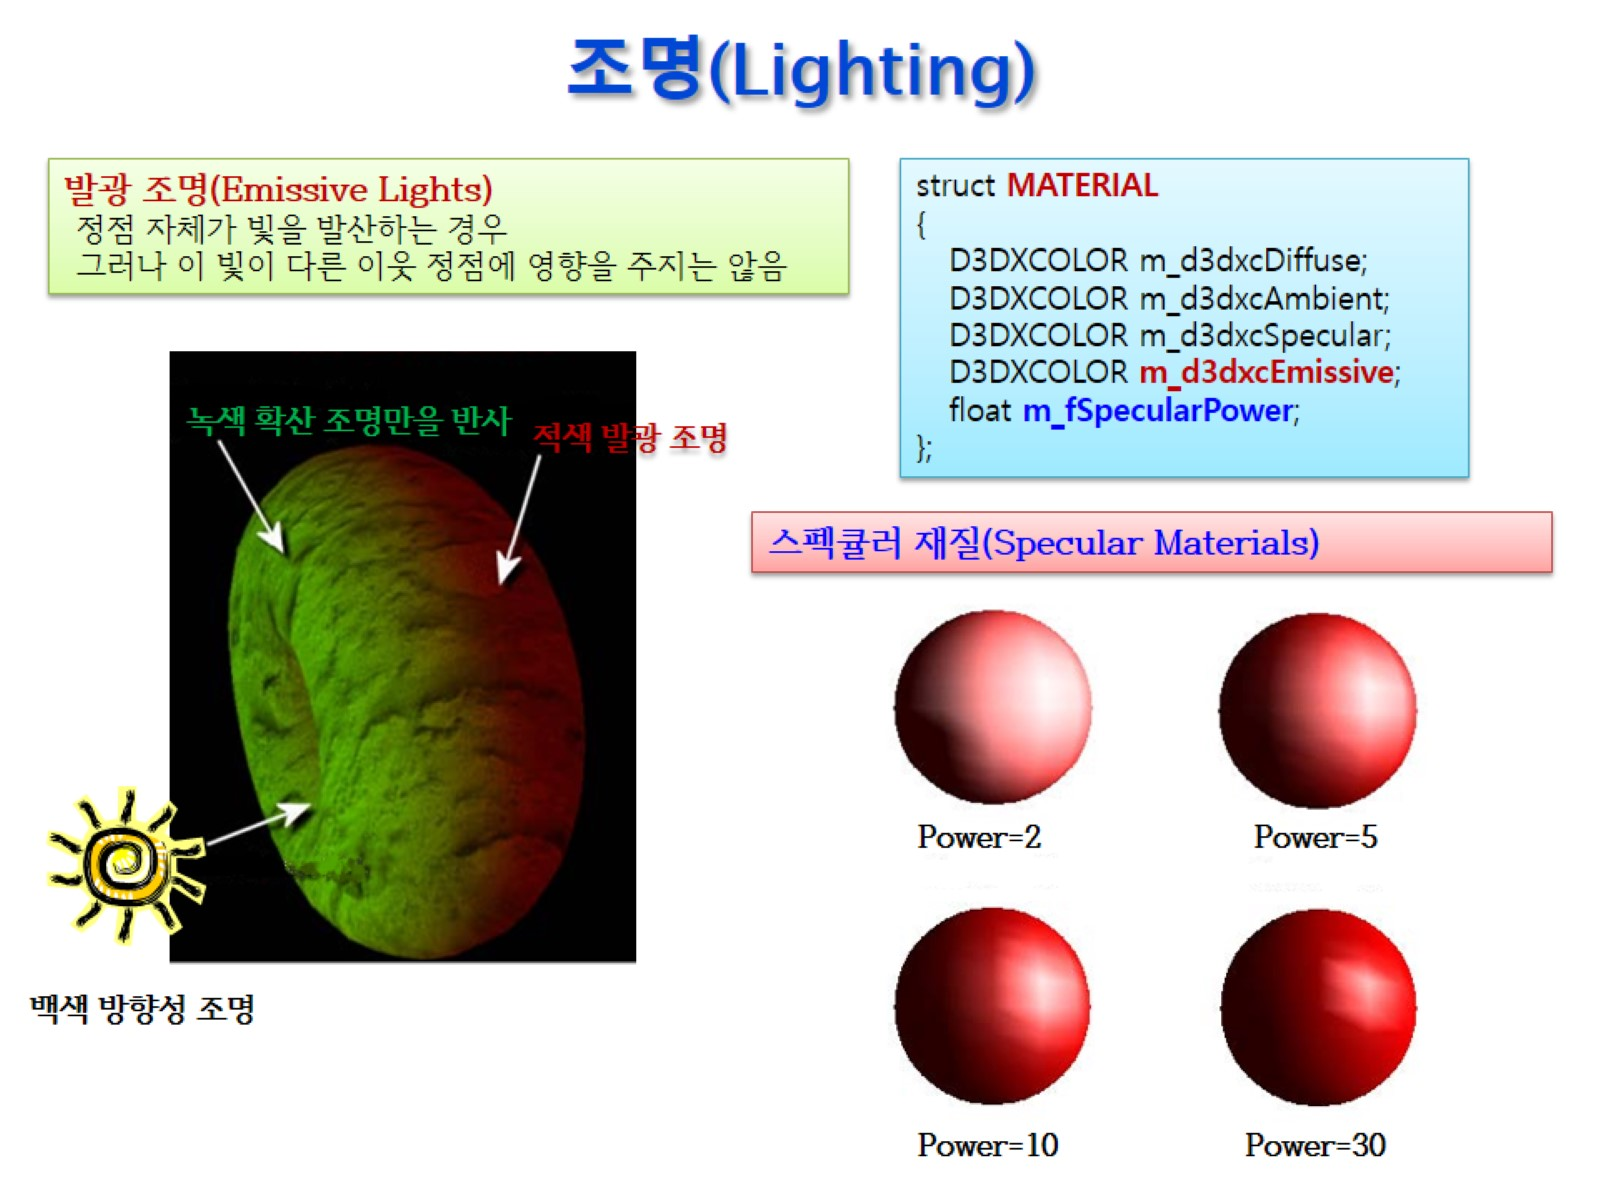 조명(Lighting)
발광 조명(Emissive Lights)
정점 자체가 빛을 발산하는 경우
그러나 이 빛이 다른 이웃 정점에 영향을 주지는 않음
struct MATERIAL
{
D3DXCOLOR m_d3dxcDiffuse;
D3DXCOLOR m_d3dxcAmbient;
D3DXCOLOR m_d3dxcSpecular;
D3DXCOLOR m_d3dxcEmissive;
float m_fSpecularPower;
};
녹색 확산 조명만을 반사
적색 발광 조명
백색 방향성 조명
스펙큘러 재질(Specular Materials)
Power=2
Power=5
Power=10
Power=30